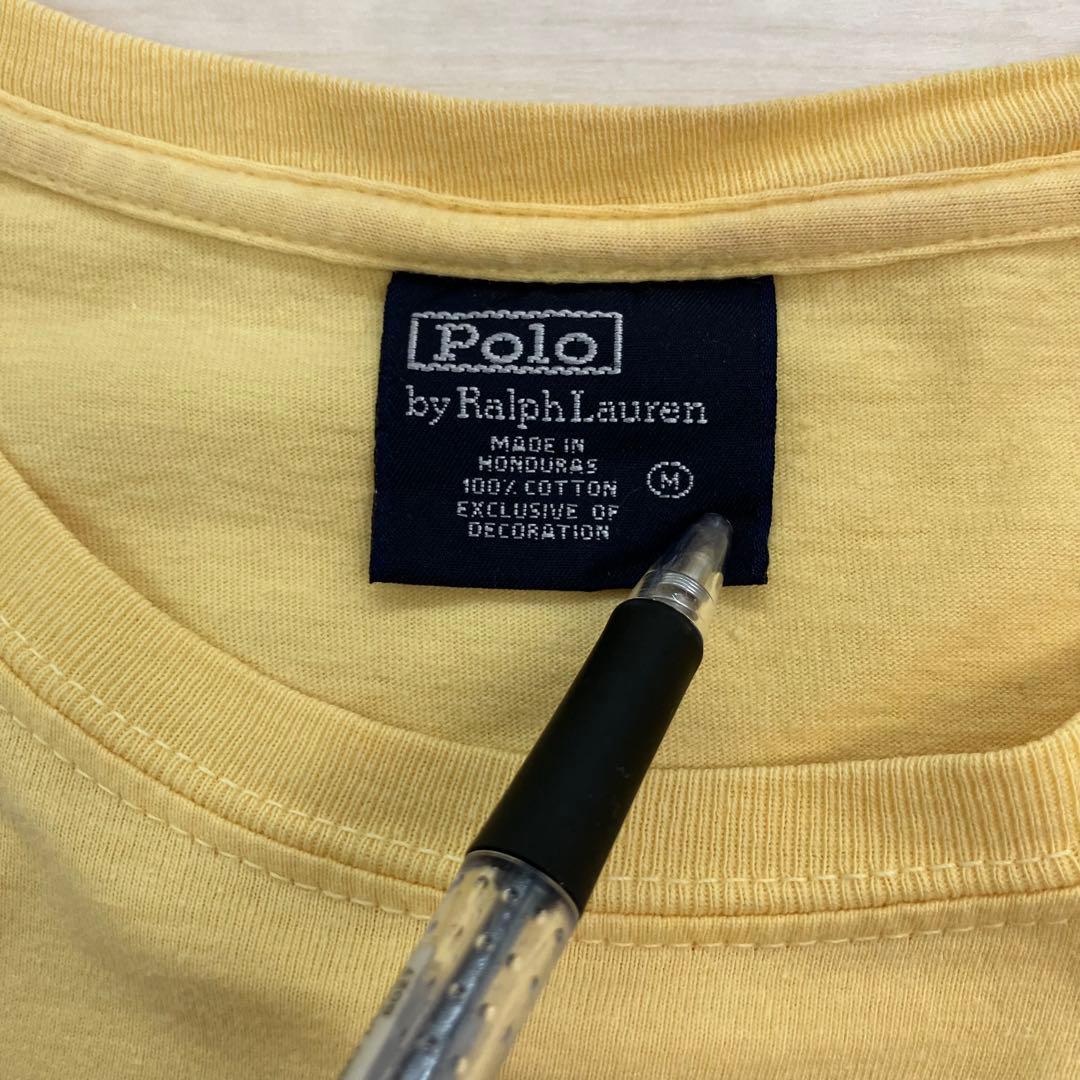 Polo
by Ralph Lauren
MADE IN
HONDURAS
100% COTTON
EXCLUSIVE OF
DECORATION
M